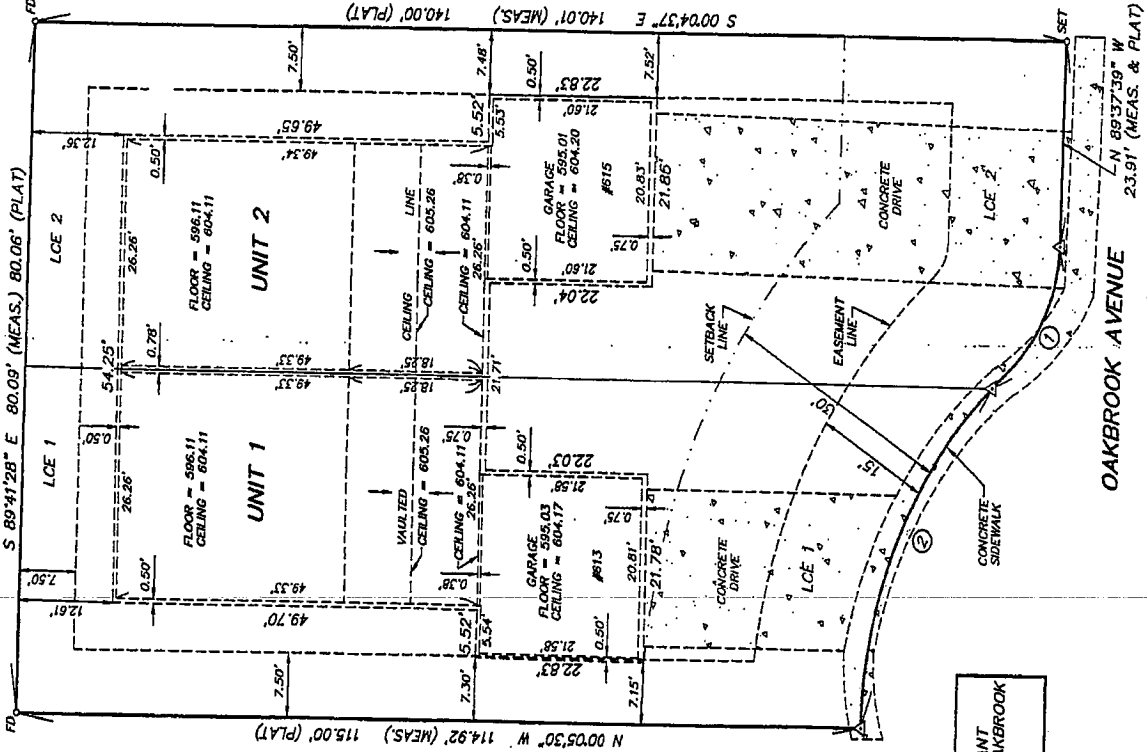 S 89°41'28" E 80.09' (MEAS.) 80.06' (PLAT)
FD.
FD.
LCE 1
LCE 2
7.50'
12.61'
12.36'
0.50'
54.25'
26.26'
26.26'
0.50'
0.50'
0.78'
FLOOR = 596.11
CEILING = 604.11
UNIT 1
FLOOR = 596.11
CEILING = 604.11
UNIT 2
49.70'
49.33'
49.33'
49.33'
49.34'
49.65'
18.25'
18.25'
7.50'
7.50'
VAULTED
CEILING
LINE
CEILING = 605.26
CEILING = 604.11
26.26'
CEILING = 605.26
CEILING = 604.11
26.26'
0.38'
0.75'
21.71'
0.38'
5.52'
5.54'
5.52'
5.53'
7.30'
7.48'
0.50'
0.50'
0.50'
0.50'
22.83'
21.58'
21.58'
22.03'
22.04'
21.60'
21.60'
22.83'
GARAGE
FLOOR = 595.03
CEILING = 604.17
#613
GARAGE
FLOOR = 595.01
CEILING = 604.20
#615
20.81'
21.78'
0.75'
20.83'
21.86'
0.75'
7.15'
7.52'
N 00°05'30" W 114.92' (MEAS.) 115.00' (PLAT)
S 00°04'37" E 140.01' (MEAS.) 140.00' (PLAT)
CONCRETE
DRIVE
LCE 1
SETBACK
LINE
EASEMENT
LINE
30'
15'
CONCRETE
DRIVE
LCE 2
2
1
CONCRETE
SIDEWALK
SET
N 89°37'39" W
23.91' (MEAS. & PLAT)
OAKBROOK AVENUE
ANT
AKBROOK